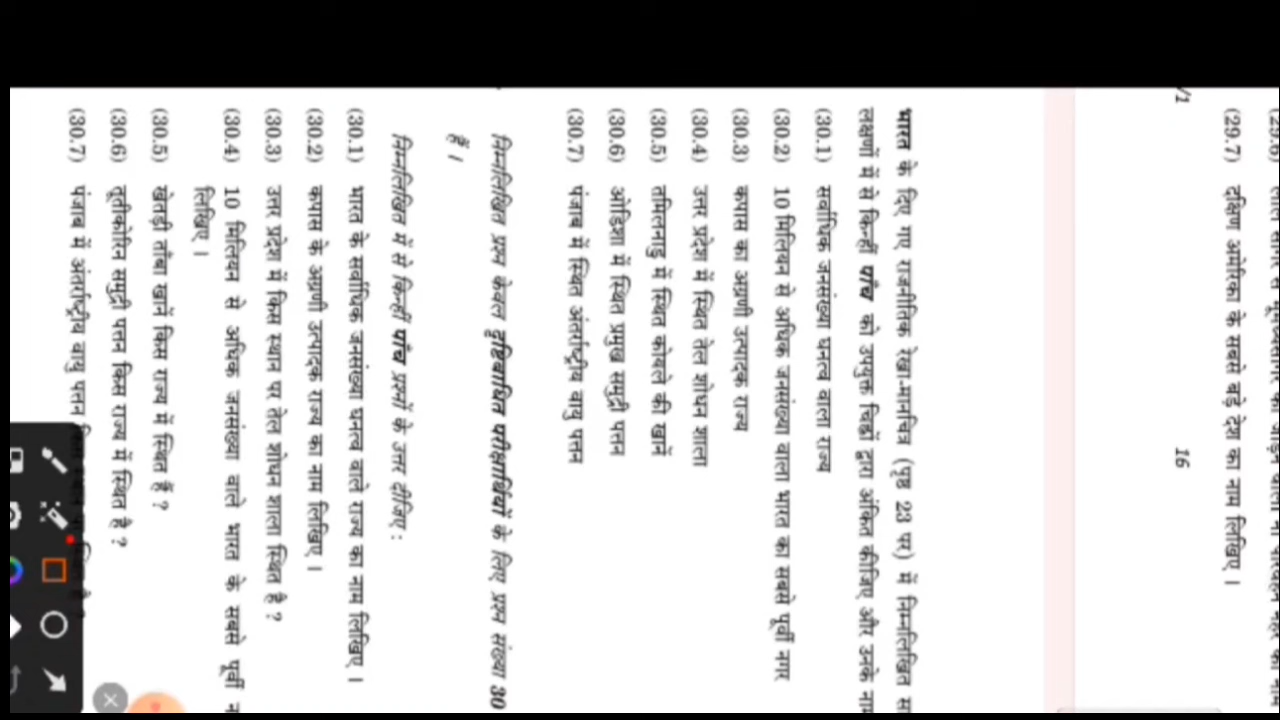 (29.7) दक्षिण अमेरिका के सबसे बड़े देश का नाम लिखिए ।
/1
16
भारत के दिए गए राजनीतिक रेखा-मानचित्र (पृष्ठ 23 पर) में निम्नलिखित
लक्षणों में से किन्हीं पांच को उपयुक्त चिह्नों द्वारा अंकित कीजिए और उनके
(30.1) सर्वाधिक जनसंख्या घनत्व वाला राज्य
(30.2) 10 मिलियन से अधिक जनसंख्या वाला भारत का सबसे पूर्वी नगर
(30.3) कपास का अग्रणी उत्पादक राज्य
(30.4) उत्तर प्रदेश में स्थित तेल शोधन शाला
(30.5) तमिलनाडु में स्थित कोयले की खानें
(30.6) ओडिशा में स्थित प्रमुख समुद्री पत्तन
(30.7) पंजाब में स्थित अंतर्राष्ट्रीय वायु पत्तन
निम्नलिखित प्रश्न केवल दृष्टिबाधित परीक्षार्थियों के लिए प्रश्न संख्या 30
हैं ।
निम्नलिखित में से किन्हीं पांच प्रश्नों के उत्तर दीजिए :
(30.1) भारत के सर्वाधिक जनसंख्या घनत्व वाले राज्य का नाम लिखिए ।
(30.2) कपास के अग्रणी उत्पादक राज्य का नाम लिखिए ।
(30.3) उत्तर प्रदेश में किस स्थान पर तेल शोधन शाला स्थित है ?
(30.4) 10 मिलियन से अधिक जनसंख्या वाले भारत के सबसे पूर्वी
लिखिए ।
(30.5) खेतड़ी तांबा खानें किस राज्य में स्थित हैं ?
(30.6) तूतीकोरिन समुद्री पत्तन किस राज्य में स्थित है ?
(30.7) पंजाब में अंतर्राष्ट्रीय वायु पत्तन